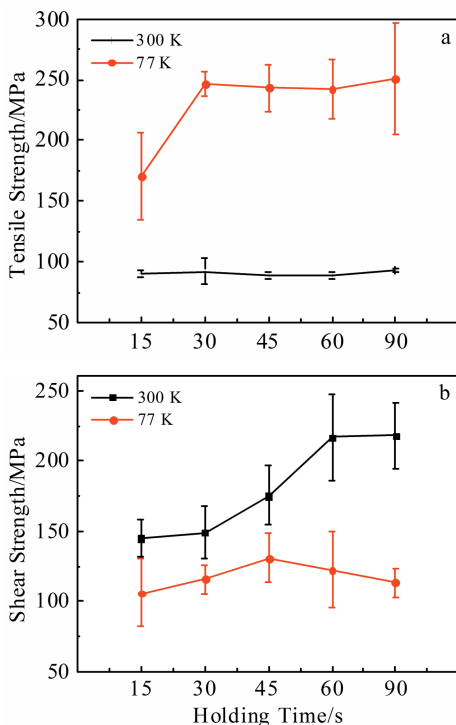 a
300 K
77 K
Tensile Strength/MPa
300
250
200
150
100
50
15 30 45 60 90
b
300 K
77 K
Shear Strength/MPa
250
200
150
100
50
15 30 45 60 90
Holding Time/s